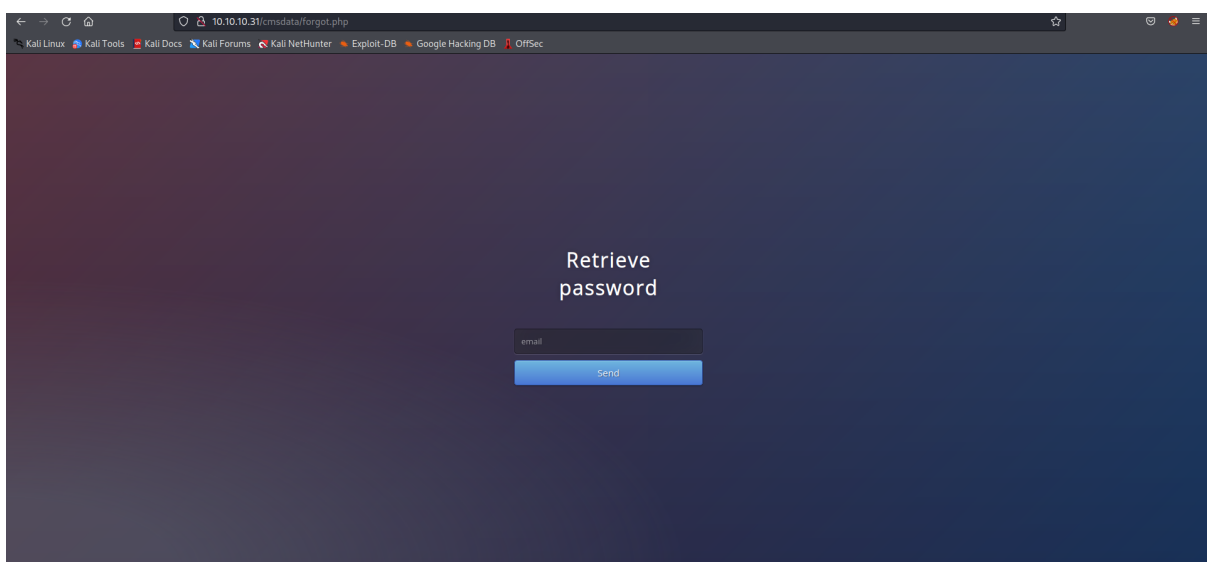 10.10.10.31/cmsdata/forgot.php
Kali Linux Kali Tools Kali Docs Kali Forums Kali NetHunter Exploit-DB Google Hacking DB OffSec
Retrieve
password
email
Send